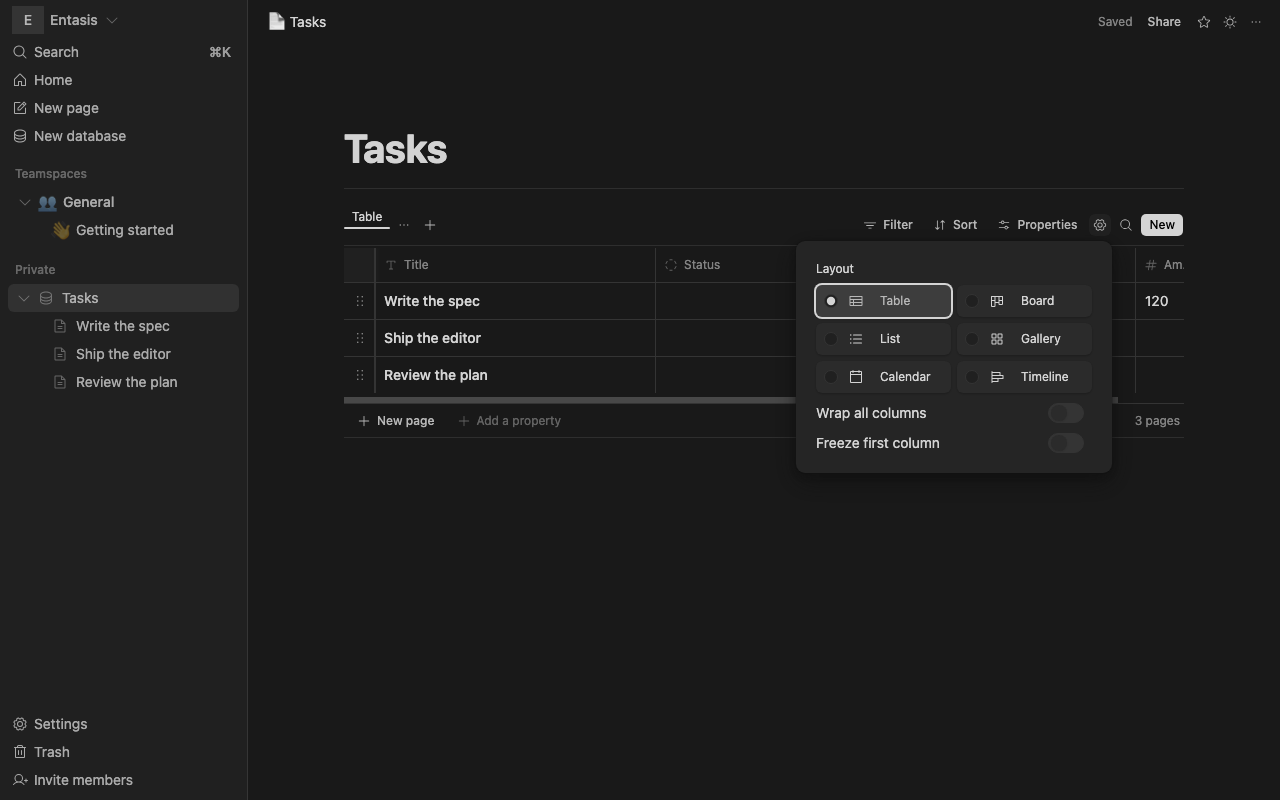 E Entasis
Tasks
Saved Share
Search ⌘K
Home
New page
New database
Teamspaces
General
Getting started
Private
Tasks
Write the spec
Ship the editor
Review the plan
Settings
Trash
Invite members
Tasks
Table
Filter Sort Properties New
Title Status # Am
Write the spec 120
Ship the editor
Review the plan
New page Add a property 3 pages
Layout
Table Board
List Gallery
Calendar Timeline
Wrap all columns
Freeze first column